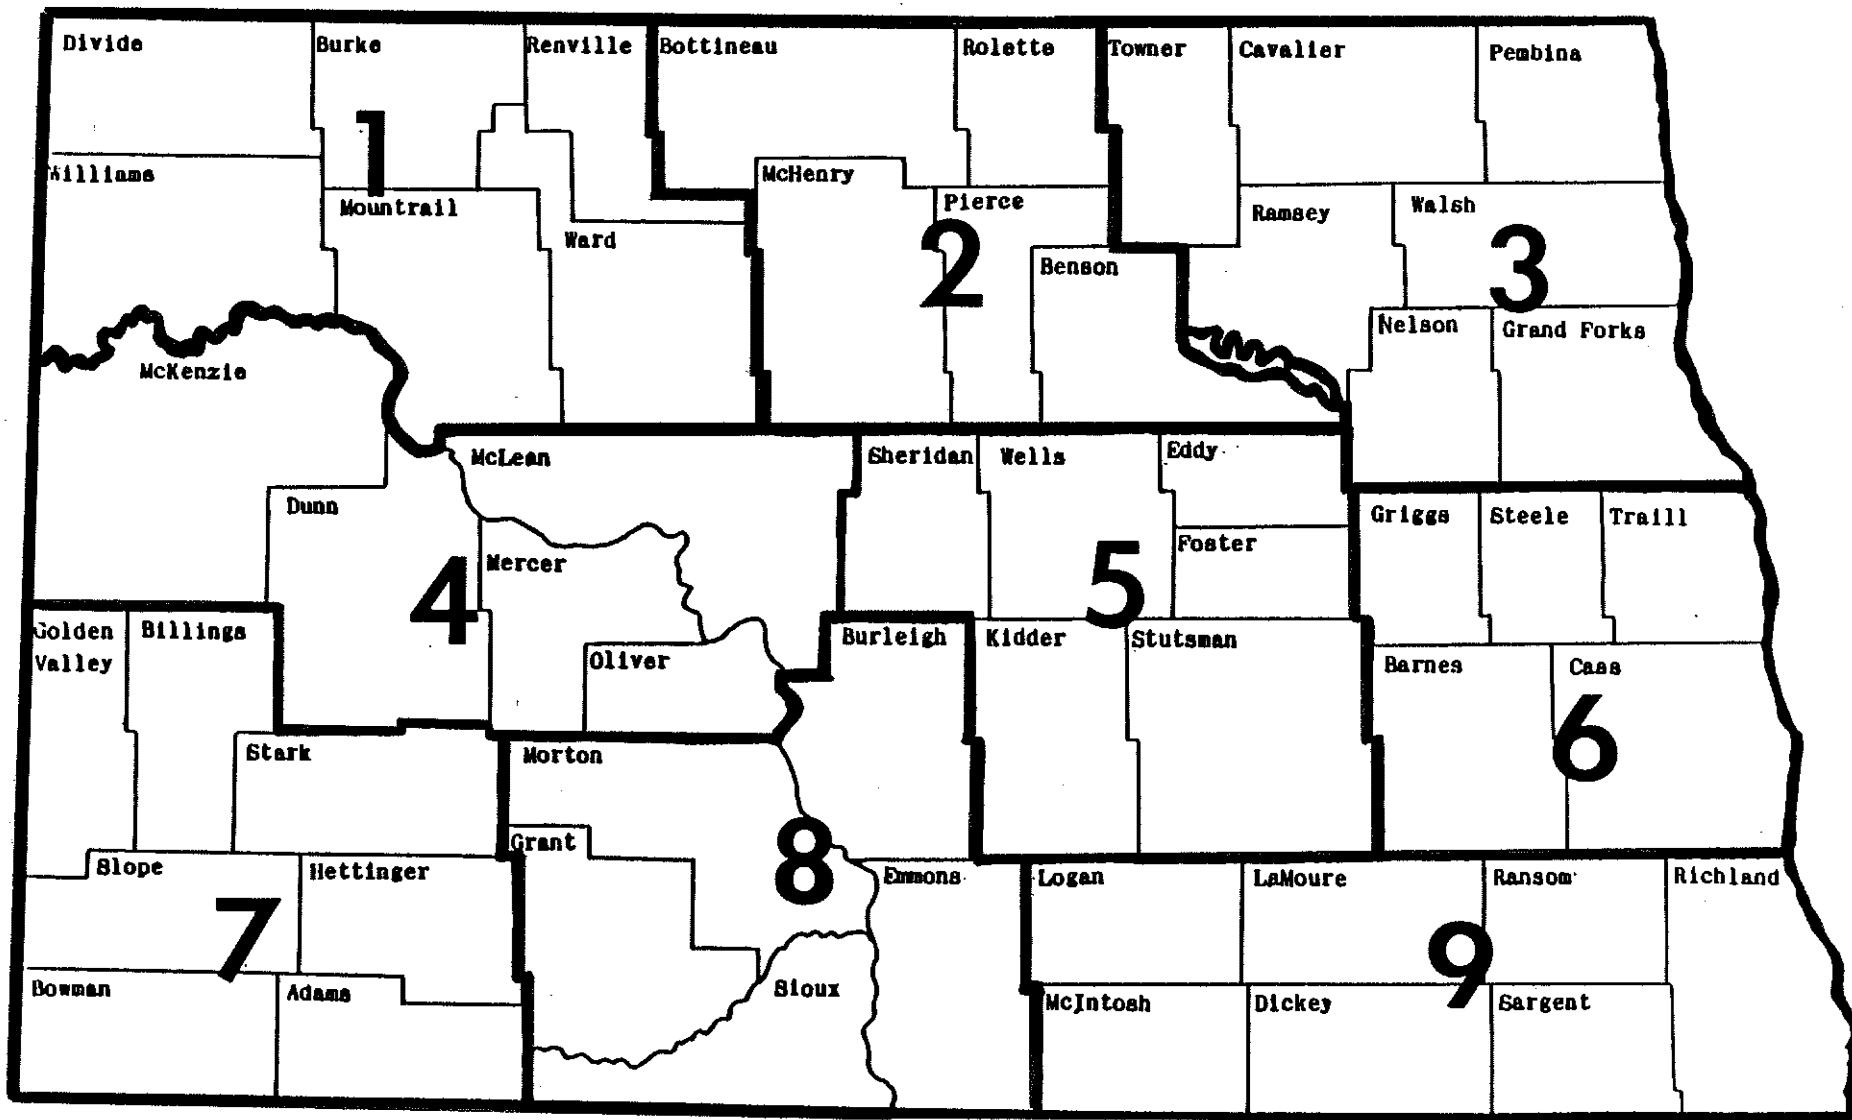 Divide
Burke
Renville
Bottineau
Rolette
Towner
Cavalier
Pembina
1
Williams
Mountrail
Ward
McHenry
Pierce
2
Benson
Ramsey
Walsh
3
McKenzie
Nelson
Grand Forks
McLean
Sheridan
Wells
Eddy
Dunn
Mercer
4
Foster
5
Griggs
Steele
Traill
Golden
Valley
Billings
Oliver
Burleigh
Kidder
Stutsman
Barnes
Cass
6
Stark
Morton
8
Grant
Slope
Hettinger
7
Emmons
Logan
LaMoure
Ransom
Richland
9
Bowman
Adams
Sioux
McIntosh
Dickey
Sargent